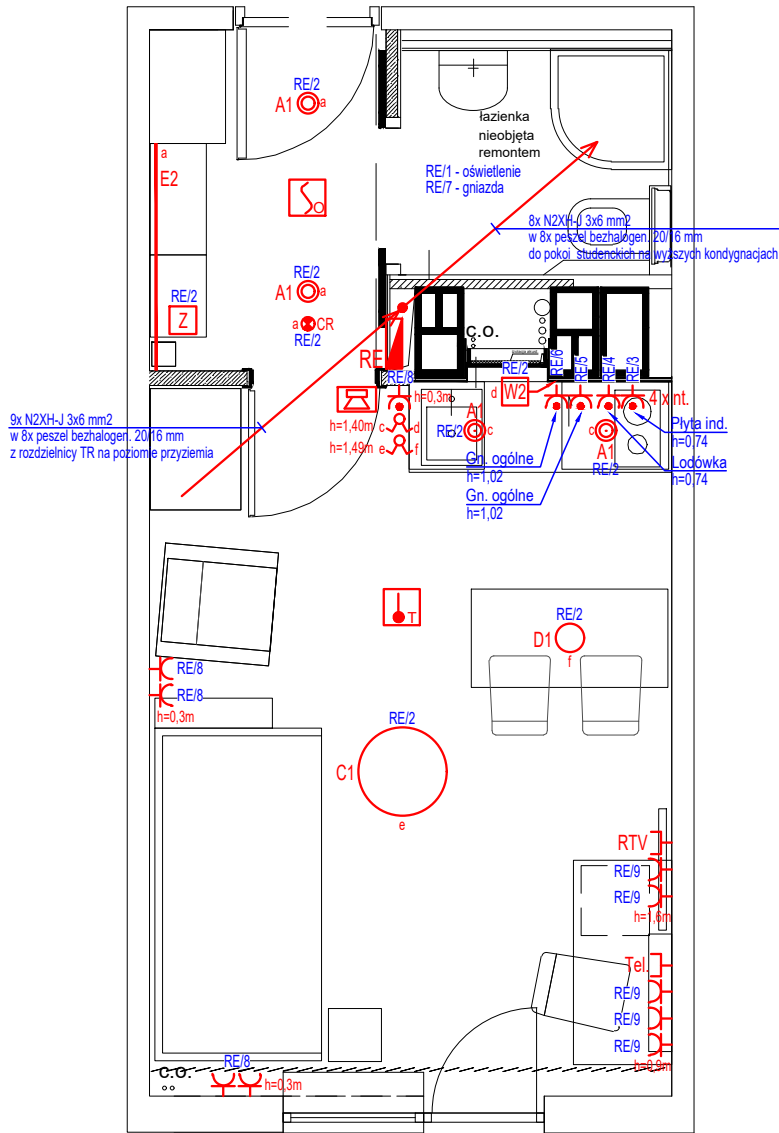 RE/2
A1
a
łazienka
nieobjęta
remontem
RE/1 - oświetlenie
RE/7 - gniazda
a
E2
O
8x N2XH-J 3x6 mm2
w 8x peszel bezhalogen. 20/16 mm
do pokoi studenckich na wyższych kondygnacjach
RE/2
A1
a
RE/2
Z
a
CR
RE/2
RE
C.O.
RE/6
RE/5
RE/4
RE/3
RE/2
d
W2
RE/8
h=0,3m
4 x int.
9x N2XH-J 3x6 mm2
w 8x peszel bezhalogen. 20/16 mm
z rozdzielnicy TR na poziomie przyziemia
h=1,40m
c
d
h=1,49m
e
f
A1
RE/2
c
c
A1
RE/2
Płyta ind.
h=0,74
Gn. ogólne
h=1,02
Lodówka
h=0,74
Gn. ogólne
h=1,02
T
RE/2
D1
f
RE/8
RE/8
h=0,3m
RE/2
C1
e
RTV
RE/9
RE/9
h=1,6m
Tel.
RE/9
RE/9
RE/9
h=0,9m
C.O.
RE/8
h=0,3m